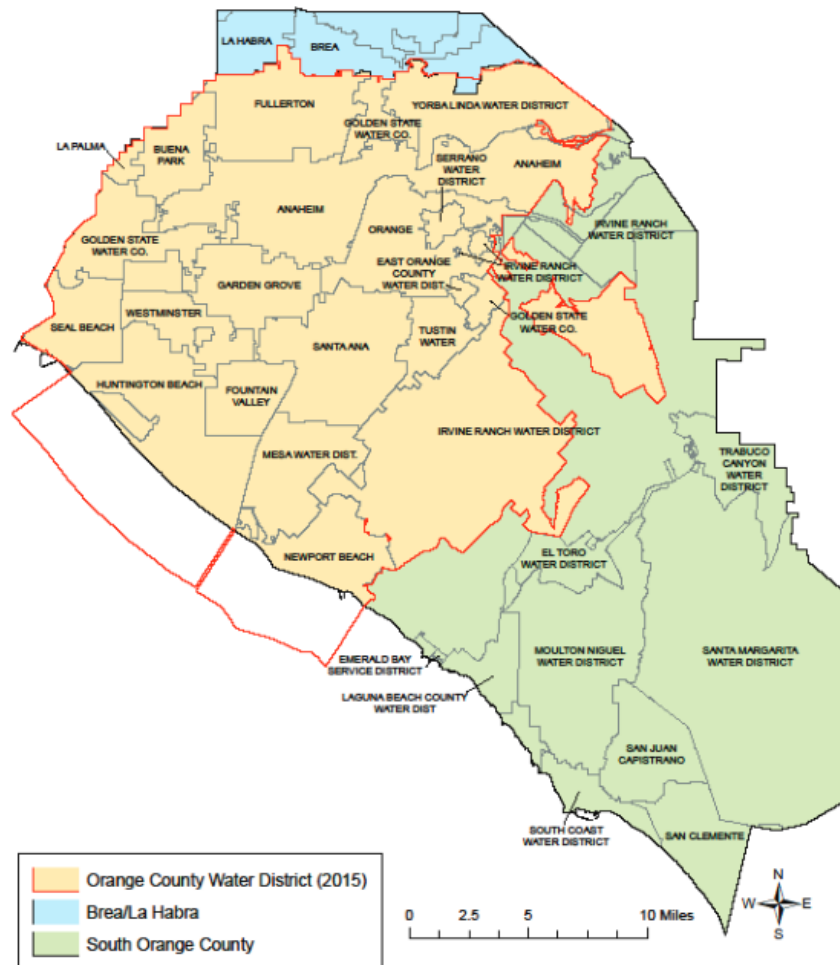 LA HABRA
BREA
FULLERTON
YORBA LINDA WATER DISTRICT
GOLDEN STATE
WATER CO.
LA PALMA
BUENA
PARK
SERRANO
WATER
DISTRICT
ANAHEIM
ANAHEIM
ORANGE
IRVINE RANCH
WATER DISTRICT
GOLDEN STATE
WATER CO.
EAST ORANGE
COUNTY
WATER DIST.
IRVINE RANCH
WATER DISTRICT
GARDEN GROVE
SEAL BEACH
WESTMINSTER
GOLDEN STATE
WATER CO.
SANTA ANA
TUSTIN
WATER
HUNTINGTON BEACH
FOUNTAIN
VALLEY
IRVINE RANCH WATER DISTRICT
MESA WATER DIST.
TRABUCO
CANYON
WATER
DISTRICT
NEWPORT BEACH
EL TORO
WATER DISTRICT
EMERALD BAY
SERVICE DISTRICT
MOULTON NIGUEL
WATER DISTRICT
SANTA MARGARITA
WATER DISTRICT
LAGUNA BEACH COUNTY
WATER DIST
SAN JUAN
CAPISTRANO
SOUTH COAST
WATER DISTRICT
SAN CLEMENTE
Orange County Water District (2015)
Brea/La Habra
South Orange County
0 2.5 5 10 Miles
N
W E
S